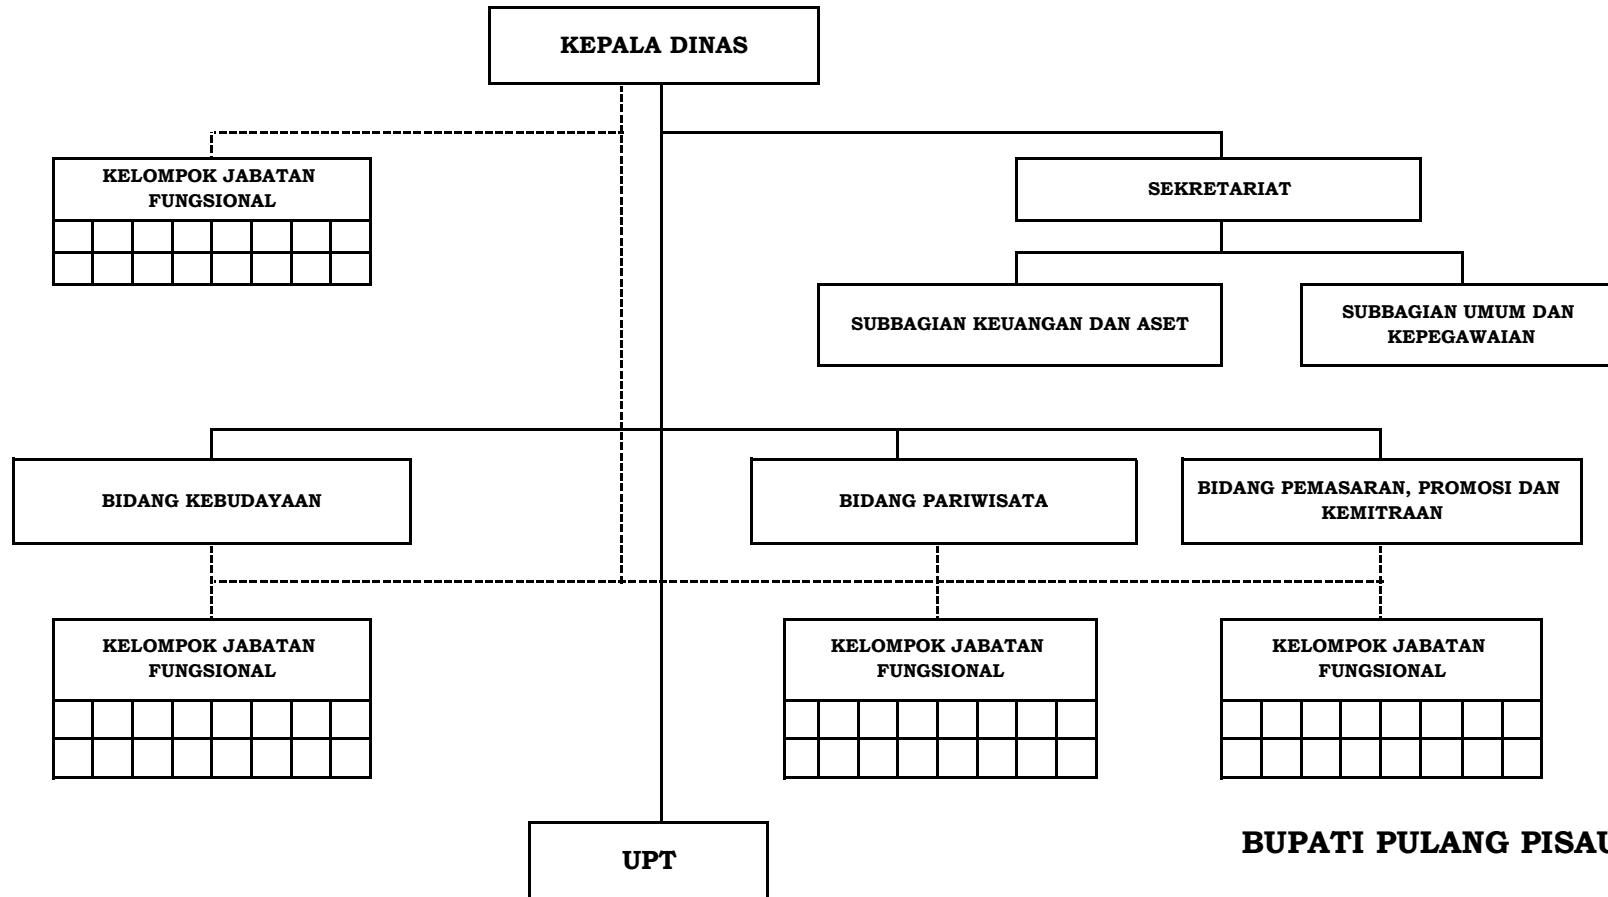 KEPALA DINAS
KELOMPOK JABATAN
FUNGSIONAL
SEKRETARIAT
SUBBAGIAN KEUANGAN DAN ASET
SUBBAGIAN UMUM DAN
KEPEGAWAIAN
BIDANG KEBUDAYAAN
BIDANG PARIWISATA
BIDANG PEMASARAN, PROMOSI DAN
KEMITRAAN
KELOMPOK JABATAN
FUNGSIONAL
KELOMPOK JABATAN
FUNGSIONAL
KELOMPOK JABATAN
FUNGSIONAL
UPT
BUPATI PULANG PISAU